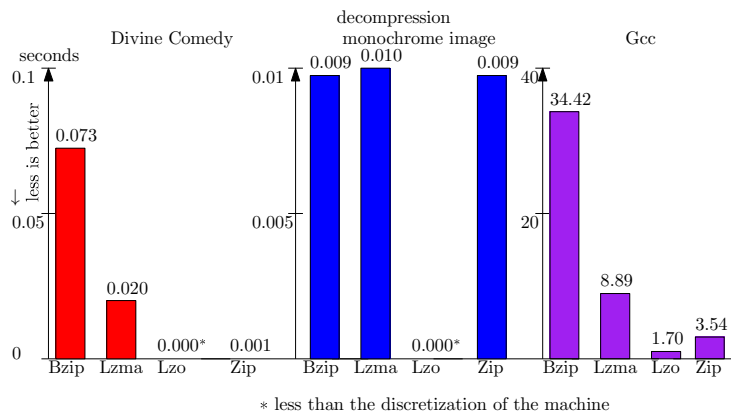 decompression
Divine Comedy
monochrome image
Gcc
seconds
0.1
0.05
0
← less is better
0.073
0.020
0.000*
0.001
Bzip Lzma Lzo Zip
0.01
0.005
0.009
0.010
0.000*
0.009
Bzip Lzma Lzo Zip
40
20
34.42
8.89
1.70
3.54
Bzip Lzma Lzo Zip
* less than the discretization of the machine